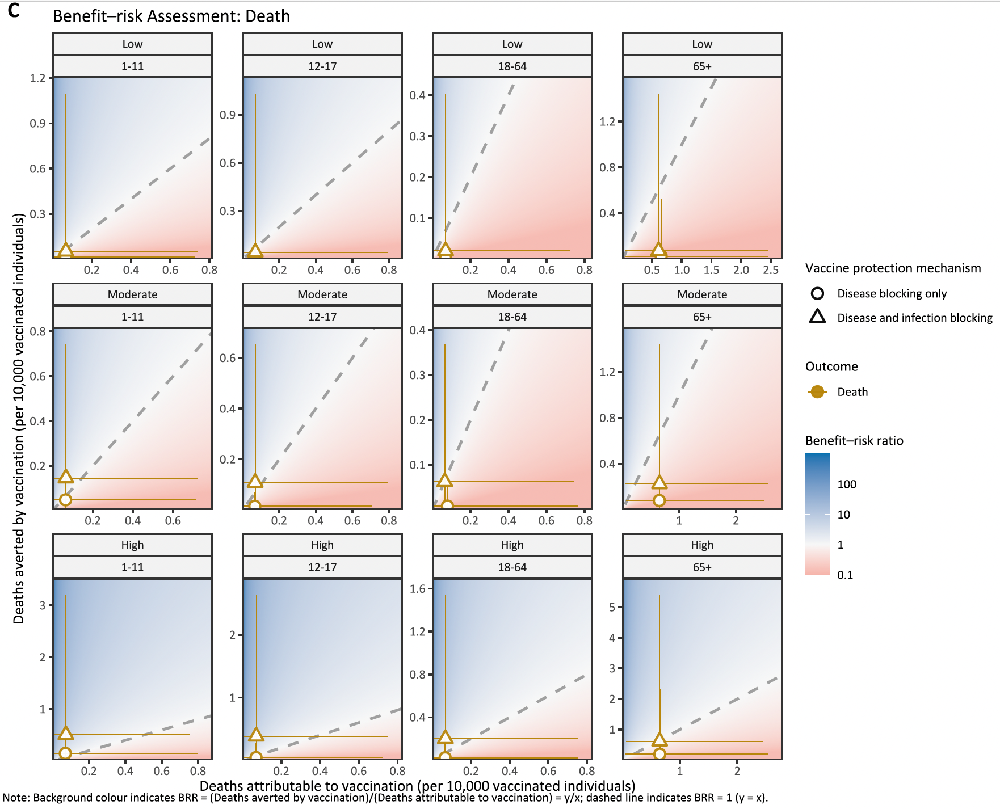 C
Benefit–risk Assessment: Death
Low Low Low Low
1-11 12-17 18-64 65+
1.2 0.9 0.6 0.3
0.2 0.4 0.6 0.8
0.9 0.6 0.3
0.2 0.4 0.6 0.8
0.4 0.3 0.2 0.1
0.2 0.4 0.6 0.8
1.2 0.8 0.4
0.5 1.0 1.5 2.0 2.5
Moderate Moderate Moderate Moderate
1-11 12-17 18-64 65+
0.8 0.6 0.4 0.2
0.2 0.4 0.6
0.6 0.4 0.2
0.2 0.4 0.6 0.8
0.4 0.3 0.2 0.1
0.2 0.4 0.6 0.8
1.2 0.8 0.4
1 2
High High High High
1-11 12-17 18-64 65+
3 2 1
0.2 0.4 0.6 0.8
2 1
0.2 0.4 0.6 0.8
1.6 1.2 0.8 0.4
0.2 0.4 0.6 0.8
5 4 3 2 1
1 2
Deaths averted by vaccination (per 10,000 vaccinated individuals)
Deaths attributable to vaccination (per 10,000 vaccinated individuals)
Vaccine protection mechanism
Disease blocking only
Disease and infection blocking
Outcome
Death
Benefit–risk ratio
100
10
1
0.1
Note: Background colour indicates BRR = (Deaths averted by vaccination)/(Deaths attributable to vaccination) = y/x; dashed line indicates BRR = 1 (y = x).